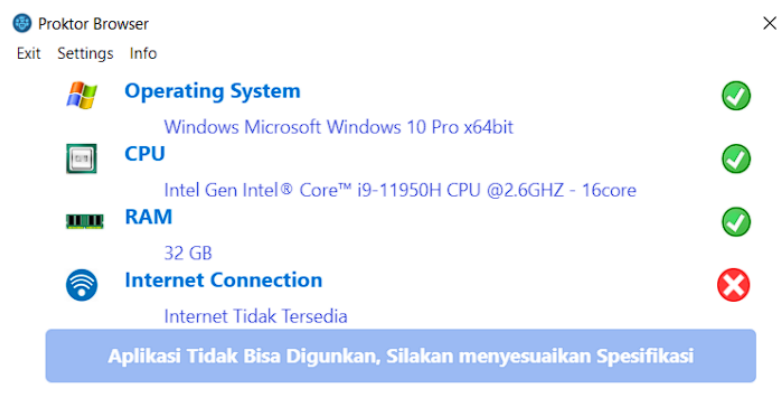 Proktor Browser
Exit Settings Info
Operating System
Windows Microsoft Windows 10 Pro x64bit
CPU
Intel Gen Intel® Core™ i9-11950H CPU @2.6GHZ - 16core
RAM
32 GB
Internet Connection
Internet Tidak Tersedia
Aplikasi Tidak Bisa Digunkan, Silakan menyesuaikan Spesifikasi